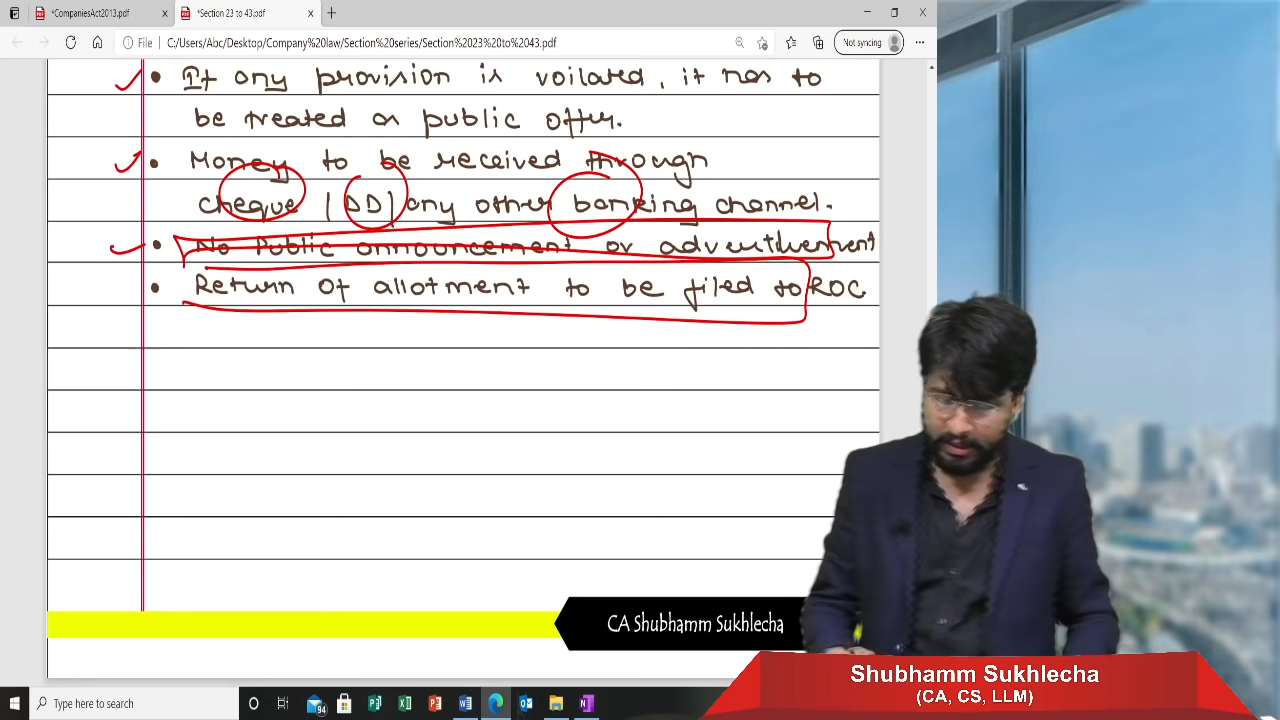 *CompaniesAct2013.pdf
*Section 23 to 43.pdf
File
C:/Users/Abc/Desktop/Company%20law/Section%20series/Section%2023%20to%2043.pdf
Not syncing
• If any provision is voilated, it has to
be treated as public offer.
• Money to be received through
cheque | DD | any other banking channel.
• No Public announcement or advertisement
• Return of allotment to be filed to ROC.
CA Shubhamm Sukhlecha
Shubhamm Sukhlecha
(CA, CS, LLM)
Type here to search
94